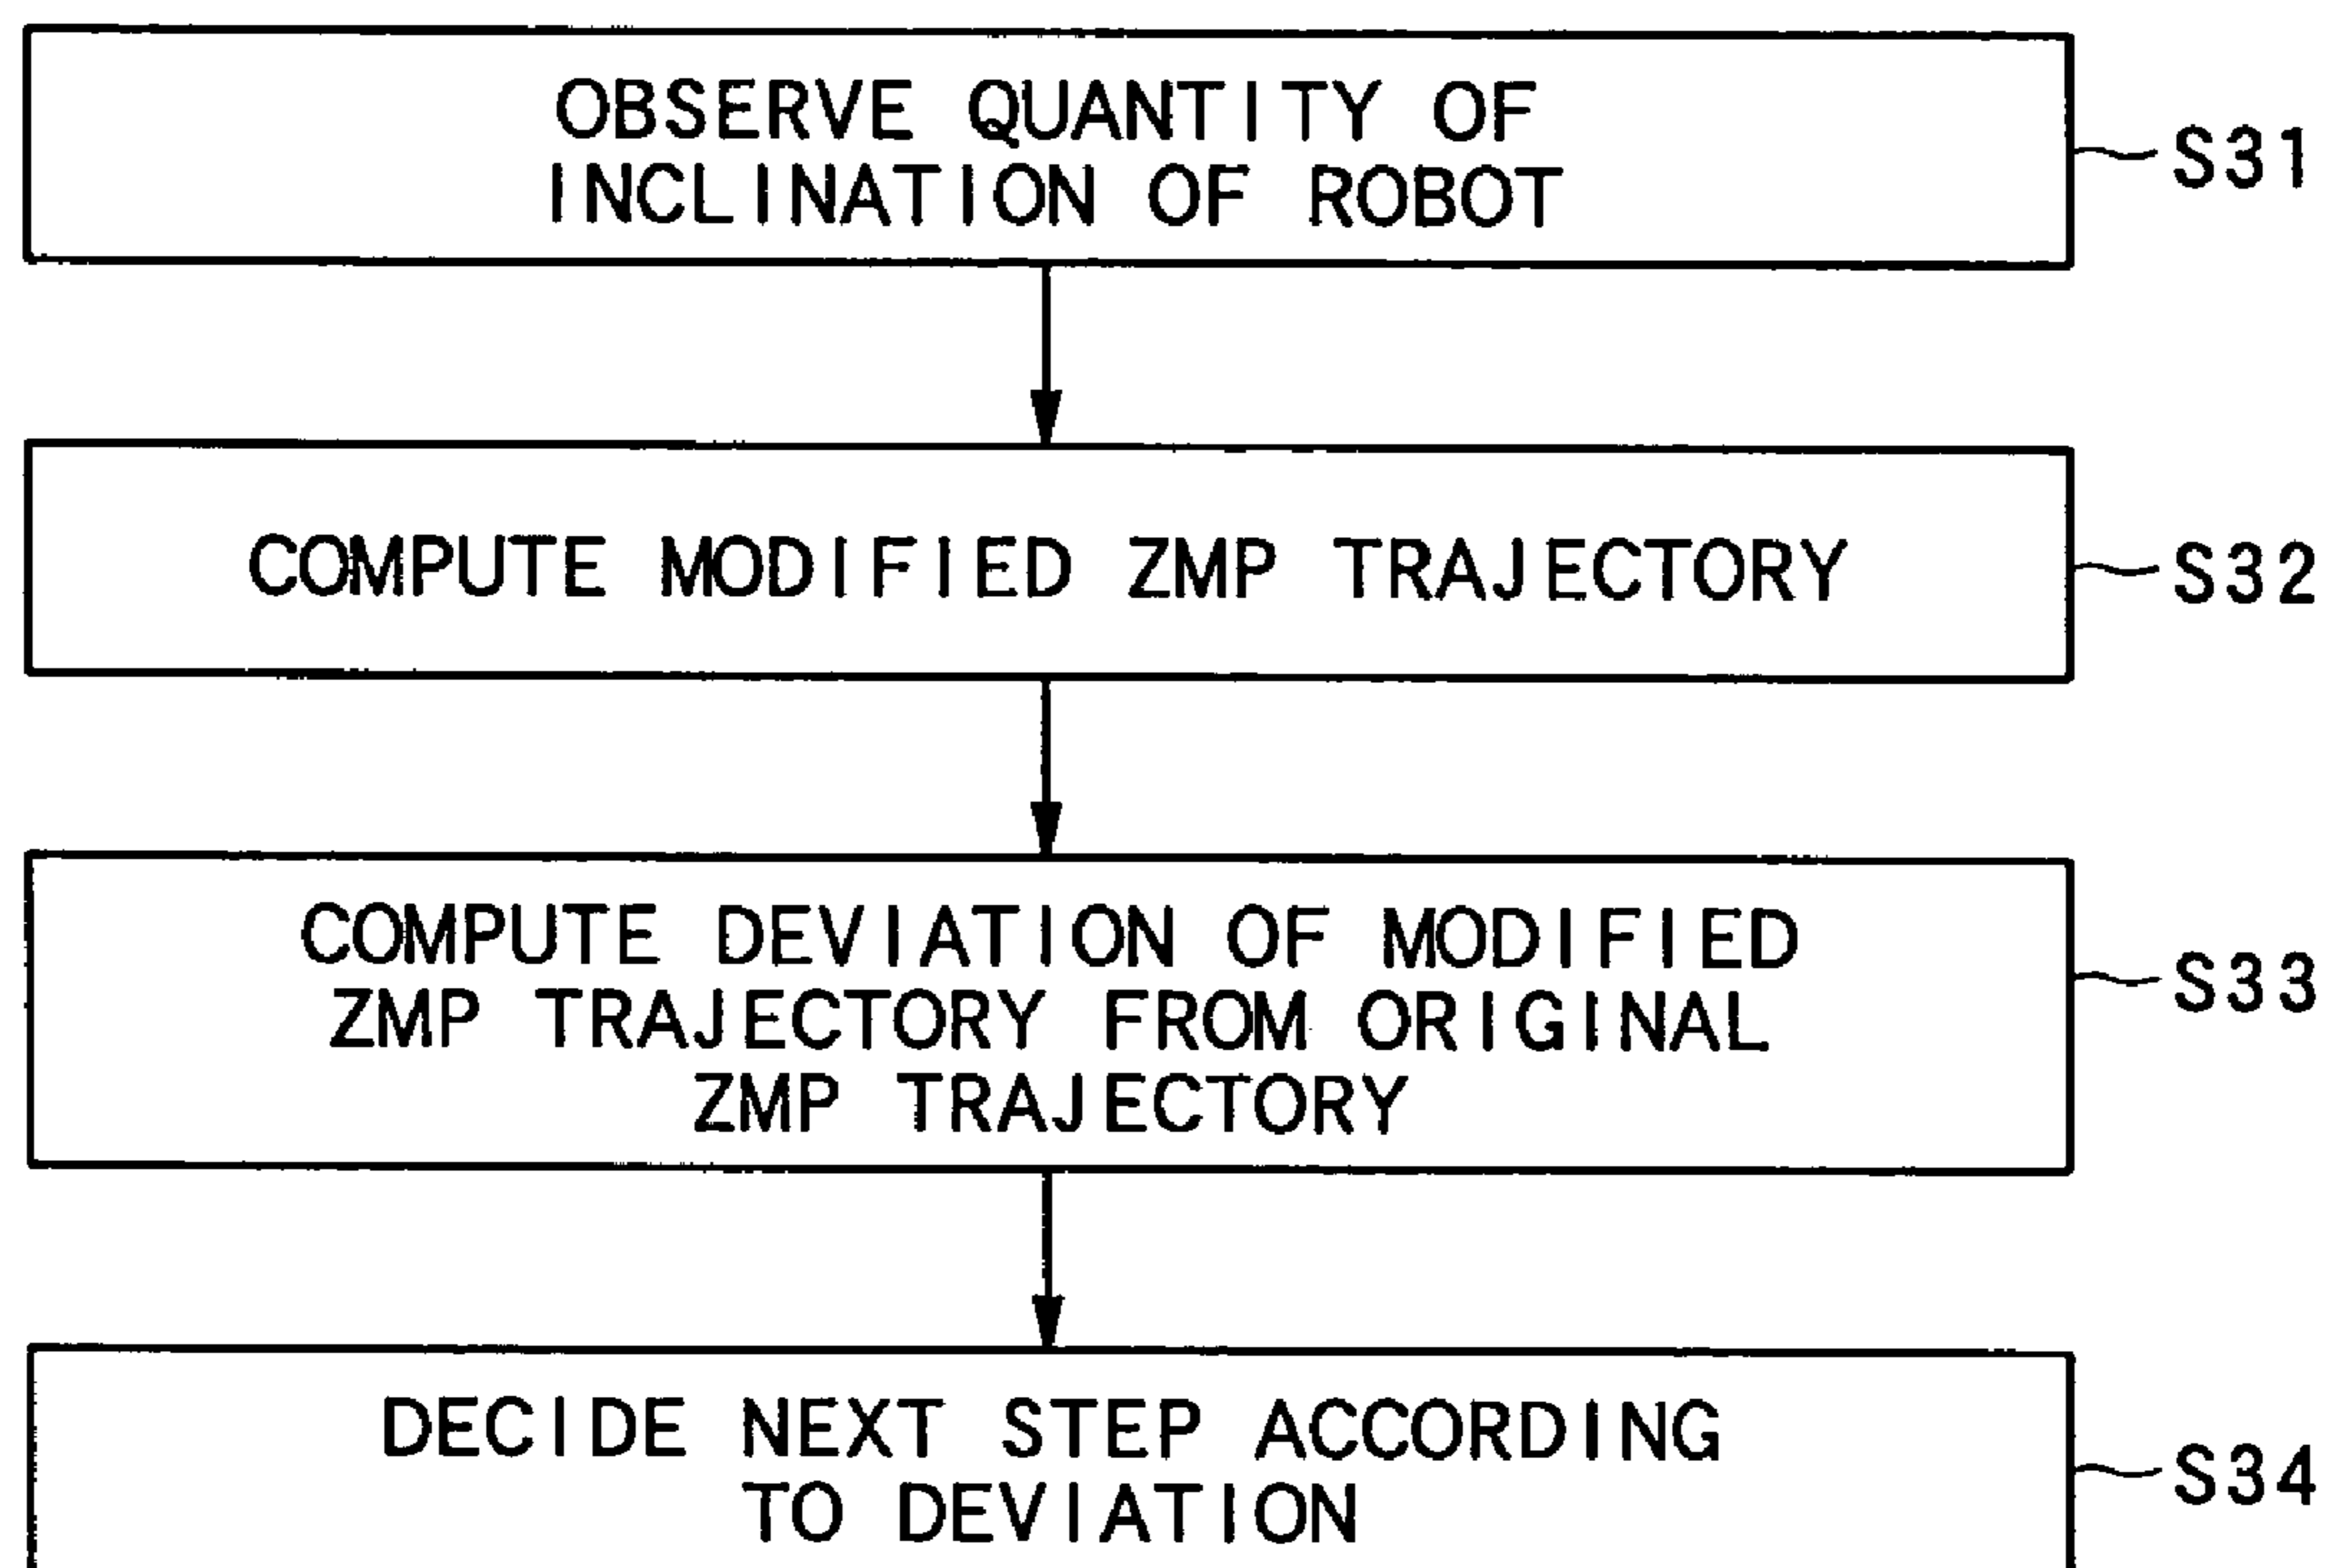 OBSERVE QUANTITY OF
INCLINATION OF ROBOT
S31
COMPUTE MODIFIED ZMP TRAJECTORY
S32
COMPUTE DEVIATION OF MODIFIED
ZMP TRAJECTORY FROM ORIGINAL
ZMP TRAJECTORY
S33
DECIDE NEXT STEP ACCORDING
TO DEVIATION
S34